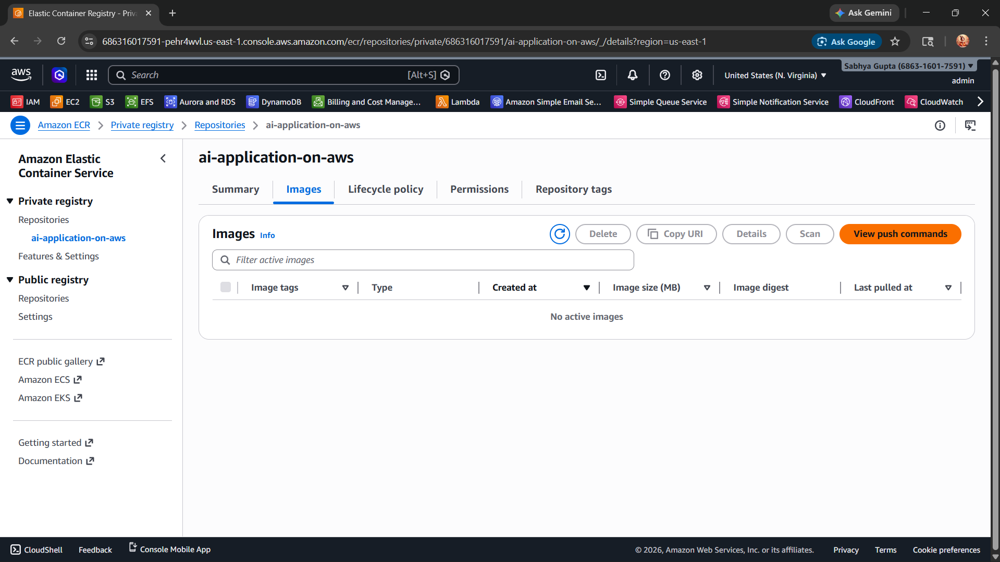 Elastic Container Registry - Priv
Ask Gemini
686316017591-pehr4wvl.us-east-1.console.aws.amazon.com/ecr/repositories/private/686316017591/ai-application-on-aws/_/details?region=us-east-1
Ask Google
aws
Search
[Alt+S]
United States (N. Virginia)
Sabhya Gupta (6863-1601-7591)
admin
IAM
EC2
S3
EFS
Aurora and RDS
DynamoDB
Billing and Cost Manage...
Lambda
Amazon Simple Email Se...
Simple Queue Service
Simple Notification Service
CloudFront
CloudWatch
Amazon ECR
Private registry
Repositories
ai-application-on-aws
Amazon Elastic
Container Service
Private registry
Repositories
ai-application-on-aws
Features & Settings
Public registry
Repositories
Settings
ECR public gallery
Amazon ECS
Amazon EKS
Getting started
Documentation
ai-application-on-aws
Summary
Images
Lifecycle policy
Permissions
Repository tags
Images Info
Delete
Copy URI
Details
Scan
View push commands
Filter active images
Image tags
Type
Created at
Image size (MB)
Image digest
Last pulled at
No active images
CloudShell
Feedback
Console Mobile App
© 2026, Amazon Web Services, Inc. or its affiliates.
Privacy
Terms
Cookie preferences